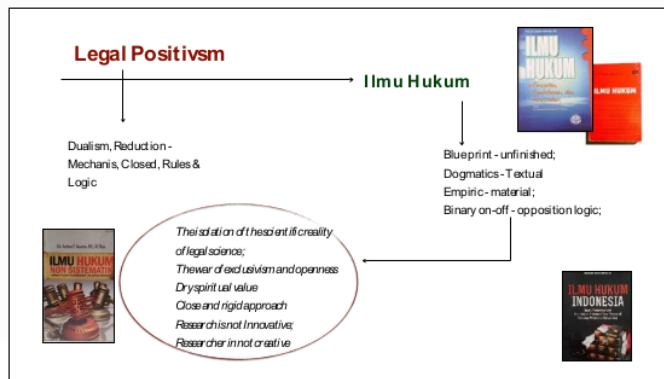 Legal Positivsm
Ilmu Hukum
Dualism, Reduction -
Mechanis, Closed, Rules &
Logic
Blueprint - unfinished;
Dogmatics - Textual
Empiric - material;
Binary on-off - opposition logic;
The isolation of the scientific reality
of legal science;
The war of exclusivism and openness
Dry spiritual value
Close and rigid approach
Research is not Innovative;
Researcher in not creative
ILMU
HUKUM
ILMU HUKUM
ILMU HUKUM
NON SISTEMATIK
ILMU HUKUM
INDONESIA